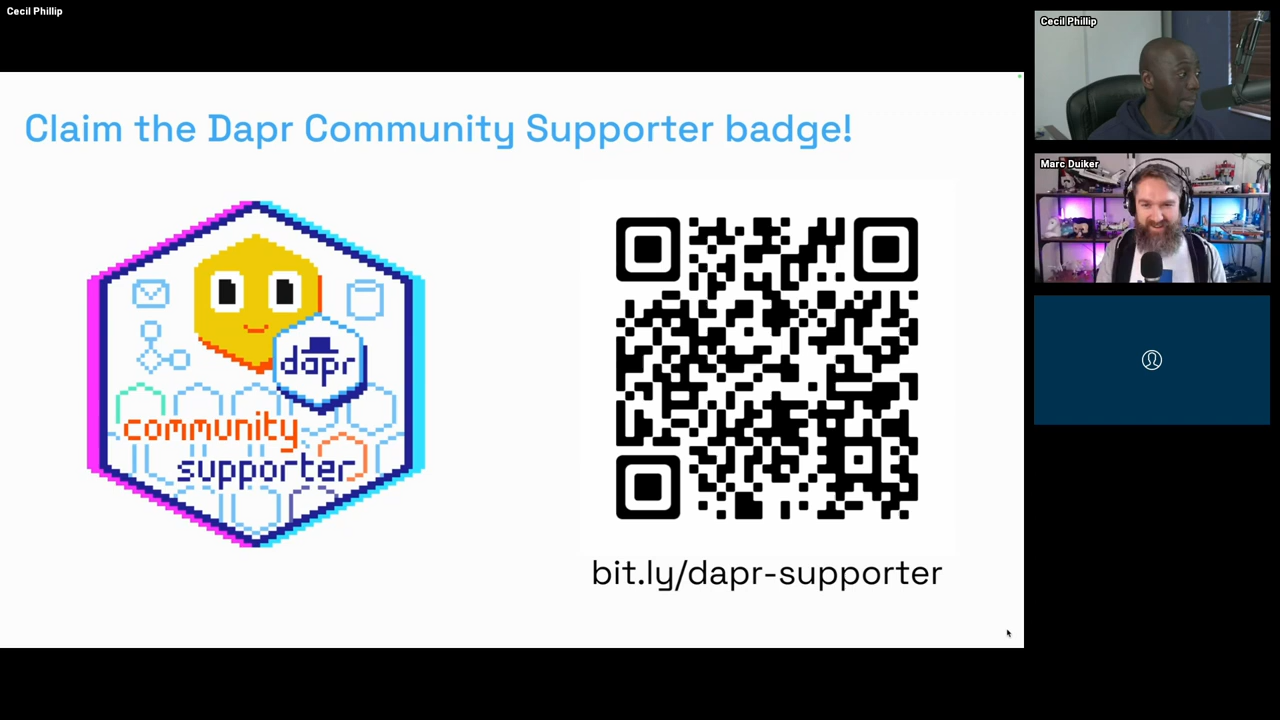 Cecil Phillip
Claim the Dapr Community Supporter badge!
dapr
community
supporter
bit.ly/dapr-supporter
Cecil Phillip
Marc Duiker